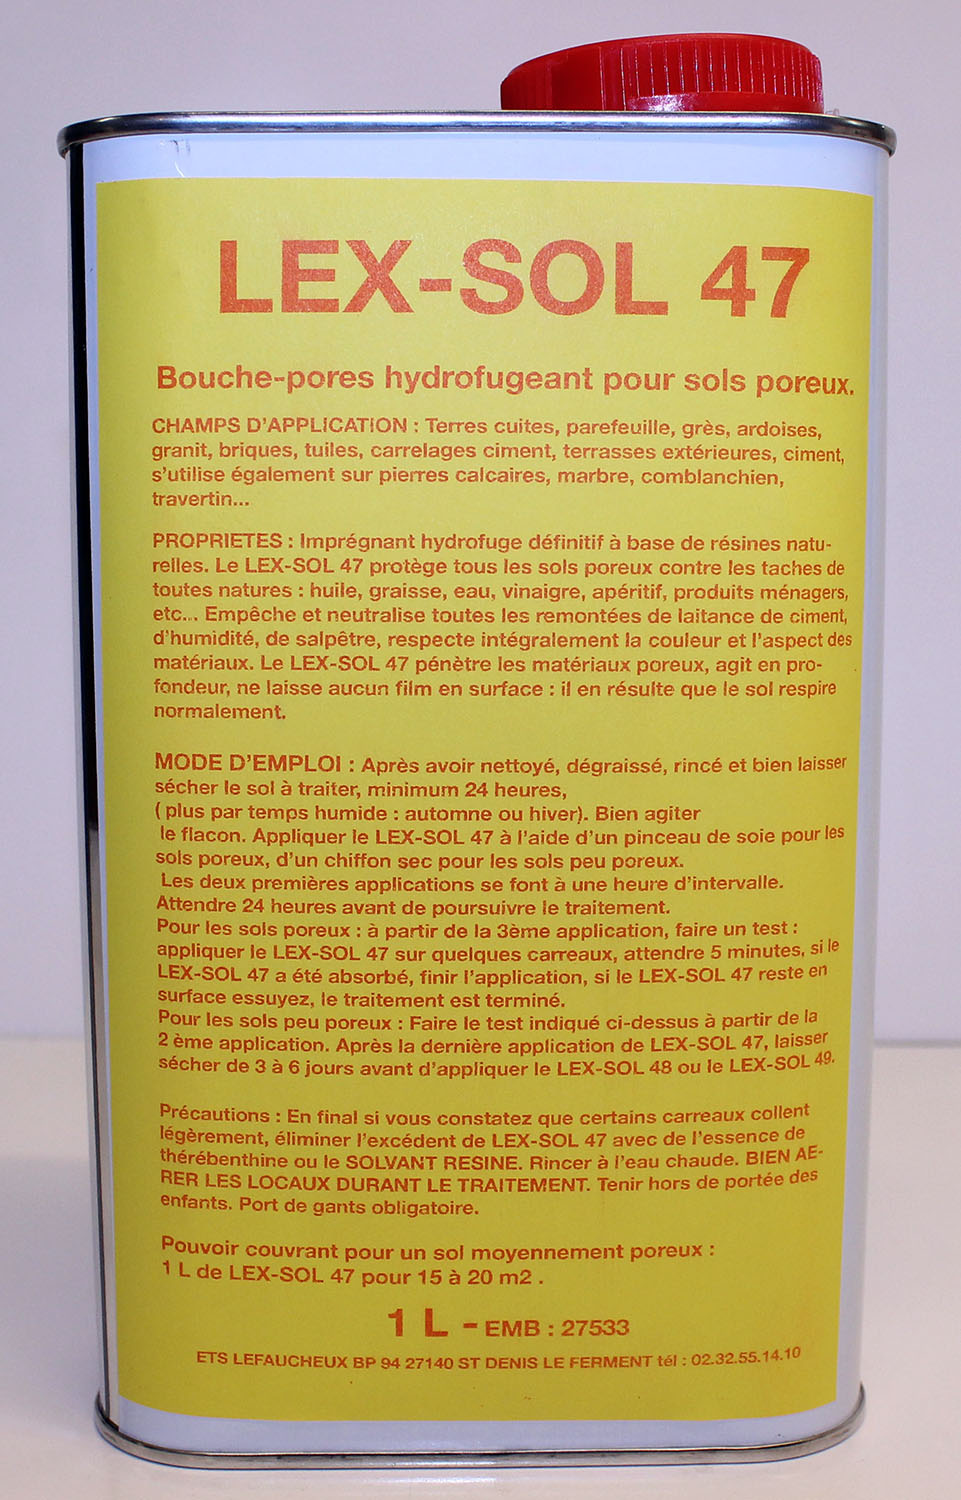 LEX-SOL 47
Bouche-pores hydrofugeant pour sols poreux.
CHAMPS D'APPLICATION : Terres cuites, parefeuille, grès, ardoises,
granit, briques, tuiles, carrelages ciment, terrasses extérieures, ciment,
s'utilise également sur pierres calcaires, marbre, comblanchien,
travertin...
PROPRIETES : Imprégnant hydrofuge définitif à base de résines natu-
relles. Le LEX-SOL 47 protège tous les sols poreux contre les taches de
toutes natures : huile, graisse, eau, vinaigre, apéritif, produits ménagers,
etc... Empêche et neutralise toutes les remontées de laitance de ciment,
d'humidité, de salpêtre, respecte intégralement la couleur et l'aspect des
matériaux. Le LEX-SOL 47 pénètre les matériaux poreux, agit en pro-
fondeur, ne laisse aucun film en surface : il en résulte que le sol respire
normalement.
MODE D'EMPLOI : Après avoir nettoyé, dégraissé, rincé et bien laisser
sécher le sol à traiter, minimum 24 heures,
( plus par temps humide : automne ou hiver). Bien agiter
le flacon. Appliquer le LEX-SOL 47 à l'aide d'un pinceau de soie pour les
sols poreux, d'un chiffon sec pour les sols peu poreux.
Les deux premières applications se font à une heure d'intervalle.
Attendre 24 heures avant de poursuivre le traitement.
Pour les sols poreux : à partir de la 3ème application, faire un test :
appliquer le LEX-SOL 47 sur quelques carreaux, attendre 5 minutes, si le
LEX-SOL 47 a été absorbé, finir l'application, si le LEX-SOL 47 reste en
surface essuyez, le traitement est terminé.
Pour les sols peu poreux : Faire le test indiqué ci-dessus à partir de la
2 ème application. Après la dernière application de LEX-SOL 47, laisser
sécher de 3 à 6 jours avant d'appliquer le LEX-SOL 48 ou le LEX-SOL 49.
Précautions : En final si vous constatez que certains carreaux collent
légèrement, éliminer l'excédent de LEX-SOL 47 avec de l'essence de
thérébenthine ou le SOLVANT RESINE. Rincer à l'eau chaude. BIEN AE-
RER LES LOCAUX DURANT LE TRAITEMENT. Tenir hors de portée des
enfants. Port de gants obligatoire.
Pouvoir couvrant pour un sol moyennement poreux :
1 L de LEX-SOL 47 pour 15 à 20 m2 .
1 L - EMB : 27533
ETS LEFAUCHEUX BP 94 27140 ST DENIS LE FERMENT tél : 02.32.55.14.10